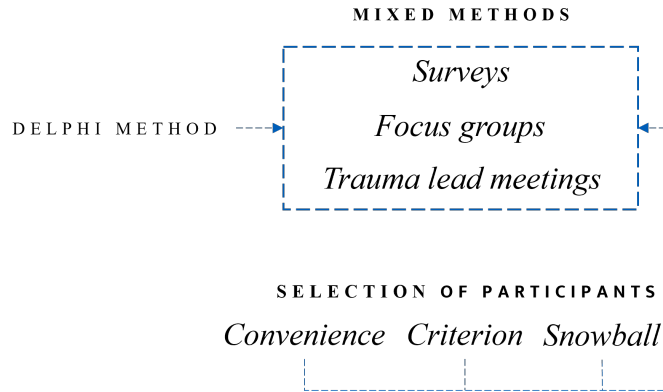 MIXED METHODS
Surveys
DELPHI METHOD
Focus groups
Trauma lead meetings
SELECTION OF PARTICIPANTS
Convenience Criterion Snowball